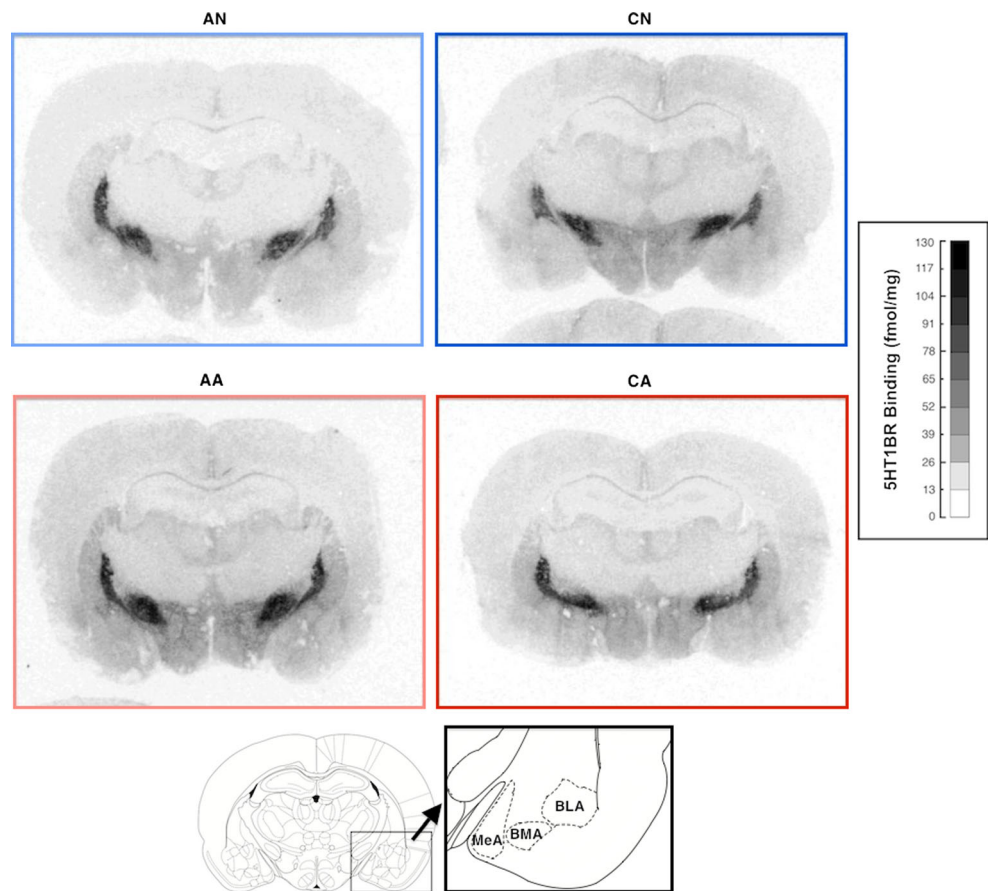 AN
CN
AA
CA
5HT1BR Binding (fmol/mg)
130
117
104
91
78
65
52
39
26
13
0
BLA
BMA
MeA